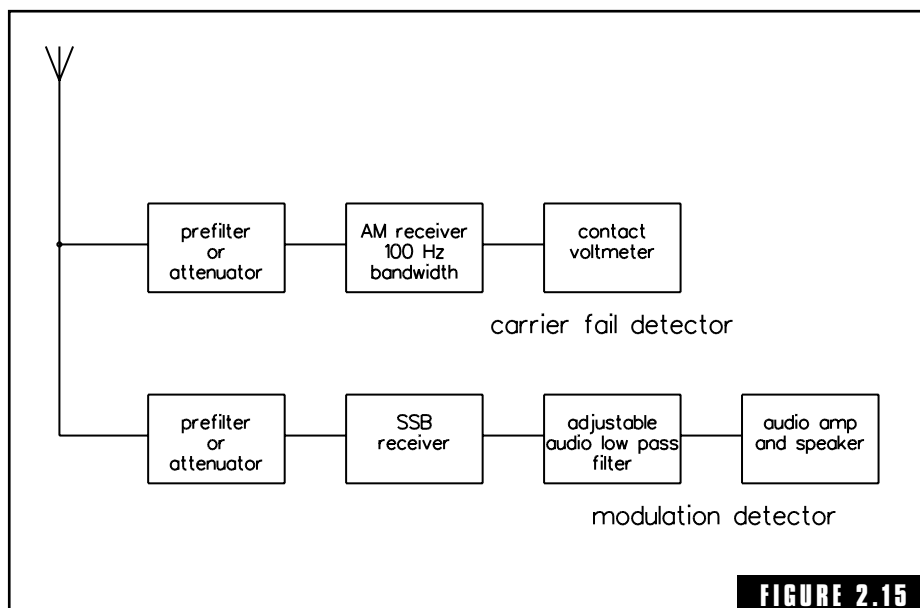 prefilter
or
attenuator
AM receiver
100 Hz
bandwidth
contact
voltmeter
carrier fail detector
prefilter
or
attenuator
SSB
receiver
adjustable
audio low pass
filter
audio amp
and speaker
modulation detector
FIGURE 2.15